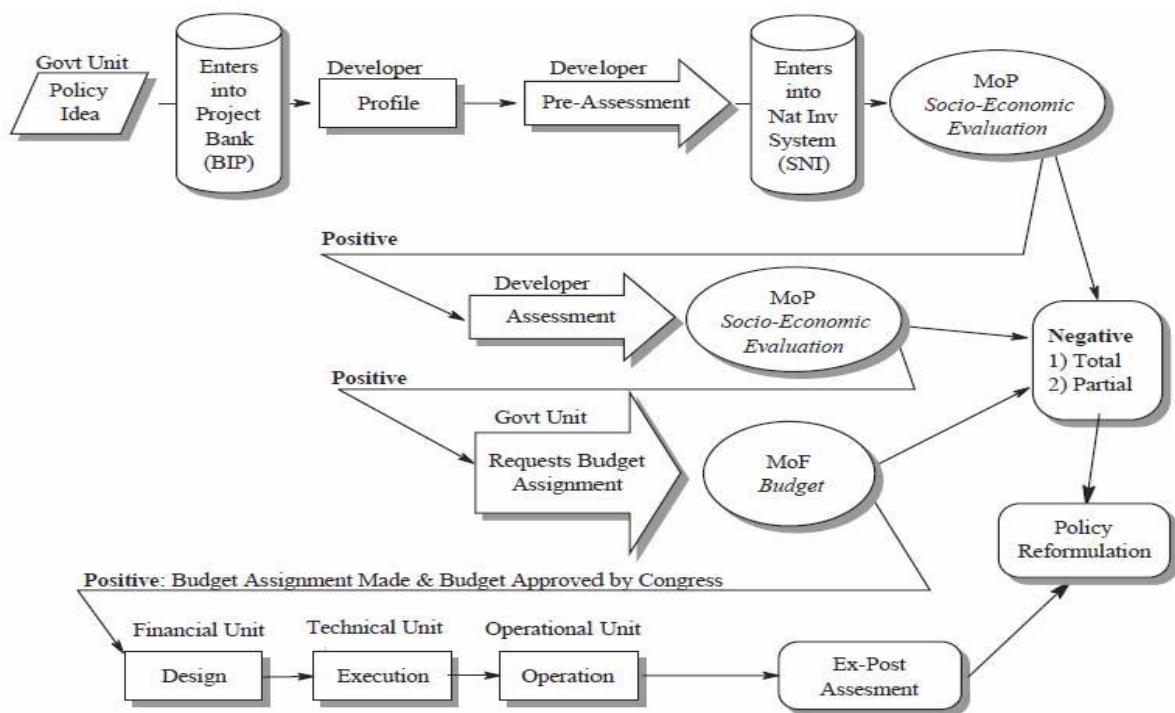 Govt Unit
Policy
Idea
Enters
into
Project
Bank
(BIP)
Developer
Profile
Developer
Pre-Assessment
Enters
into
Nat Inv
System
(SNI)
MoP
Socio-Economic
Evaluation
Positive
Developer
Assessment
MoP
Socio-Economic
Evaluation
Negative
1) Total
2) Partial
Positive
Govt Unit
Requests Budget
Assignment
MoF
Budget
Policy
Reformulation
Positive: Budget Assignment Made & Budget Approved by Congress
Financial Unit
Design
Technical Unit
Execution
Operational Unit
Operation
Ex-Post
Assesment